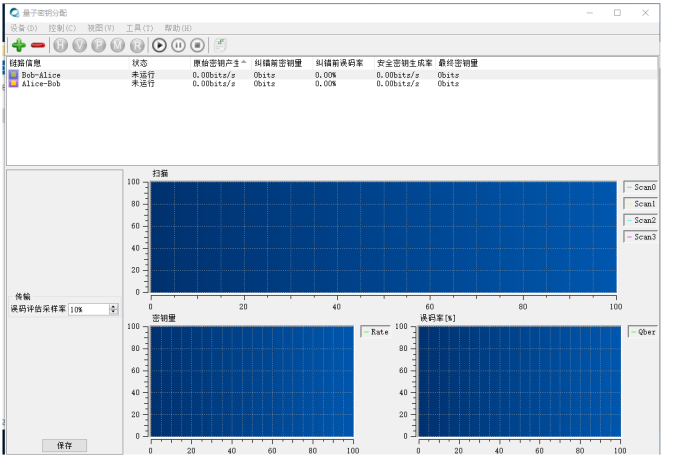 量子密钥分配
设备(D) 控制(C) 视图(V) 工具(T) 帮助(H)
H V P M R
链路信息 状态 原始密钥产生 纠错前密钥量 纠错前误码率 安全密钥生成率 最终密钥量
Bob-Alice 未运行 0.00bits/s 0bits 0.00% 0.00bits/s 0bits
Alice-Bob 未运行 0.00bits/s 0bits 0.00% 0.00bits/s 0bits
扫描
100
80
60
40
20
0
0 20 40 60 80 100
Scan0
Scan1
Scan2
Scan3
传输
误码评估采样率 10%
保存
密钥量
100
80
60
40
20
0
0 20 40 60 80 100
Rate
误码率[%]
100
80
60
40
20
0
0 20 40 60 80 100
Qber